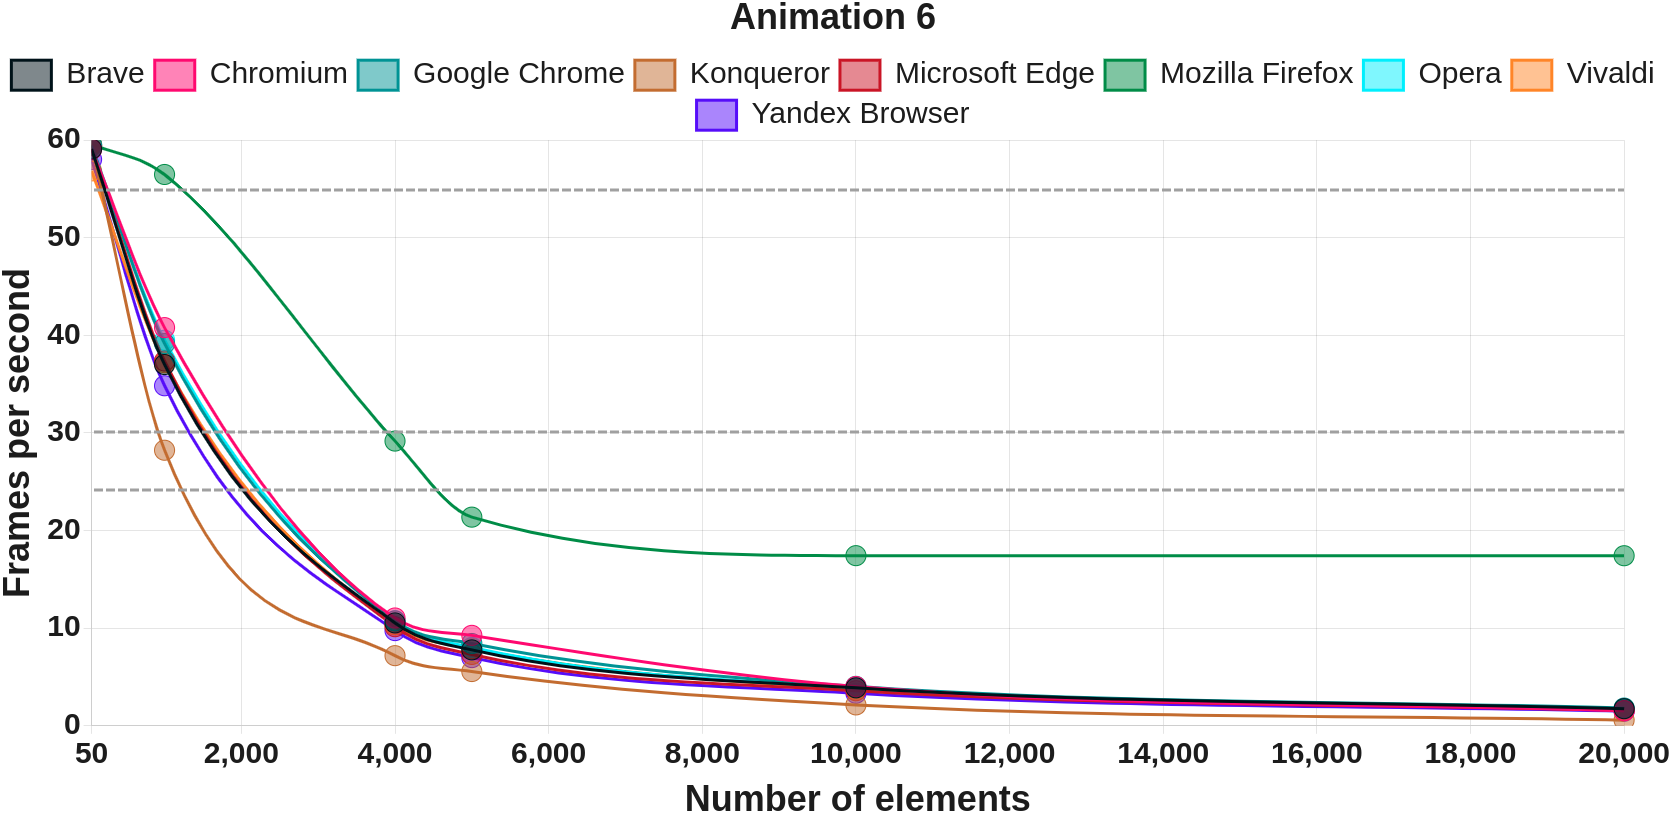 Animation 6
Brave Chromium Google Chrome Konqueror Microsoft Edge Mozilla Firefox Opera Vivaldi
Yandex Browser
Frames per second
60
50
40
30
20
10
0
50 2,000 4,000 6,000 8,000 10,000 12,000 14,000 16,000 18,000 20,000
Number of elements